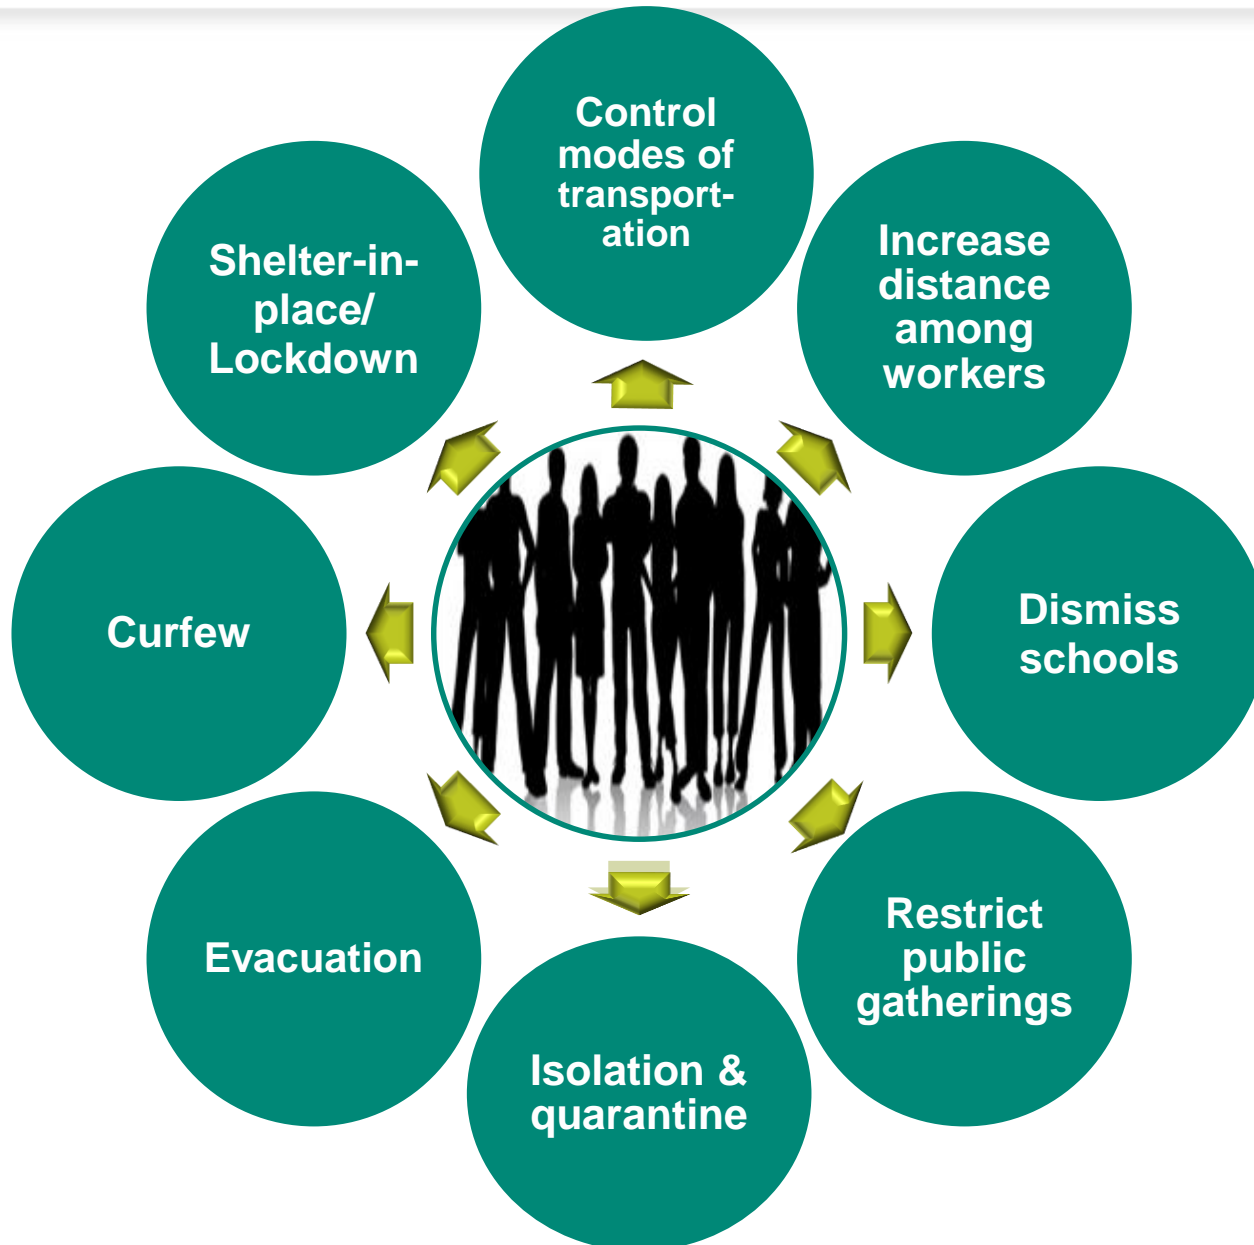 Control
modes of
transport-
ation
Increase
distance
among
workers
Dismiss
schools
Restrict
public
gatherings
Isolation &
quarantine
Evacuation
Curfew
Shelter-in-
place/
Lockdown